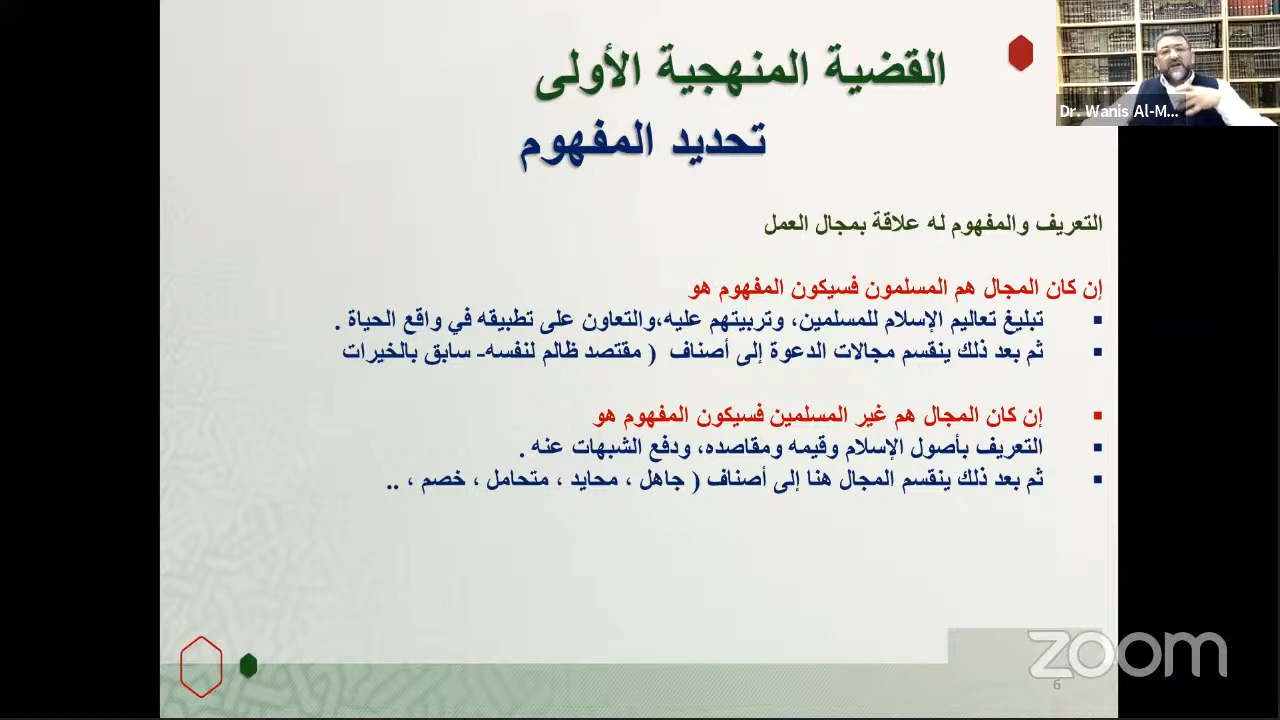 القضية المنهجية الأولى
تحديد المفهوم
Dr. Wanis Al-M...
التعريف والمفهوم له علاقة بمجال العمل
إن كان المجال هم المسلمون فسيكون المفهوم هو
▪ تبليغ تعاليم الإسلام للمسلمين، وتربيتهم عليه،والتعاون على تطبيقه في واقع الحياة .
▪ ثم بعد ذلك ينقسم مجالات الدعوة إلى أصناف ( مقتصد ظالم لنفسه- سابق بالخيرات
▪ إن كان المجال هم غير المسلمين فسيكون المفهوم هو
▪ التعريف بأصول الإسلام وقيمه ومقاصده، ودفع الشبهات عنه .
▪ ثم بعد ذلك ينقسم المجال هنا إلى أصناف ( جاهل ، محايد ، متحامل ، خصم ، ..
zoom